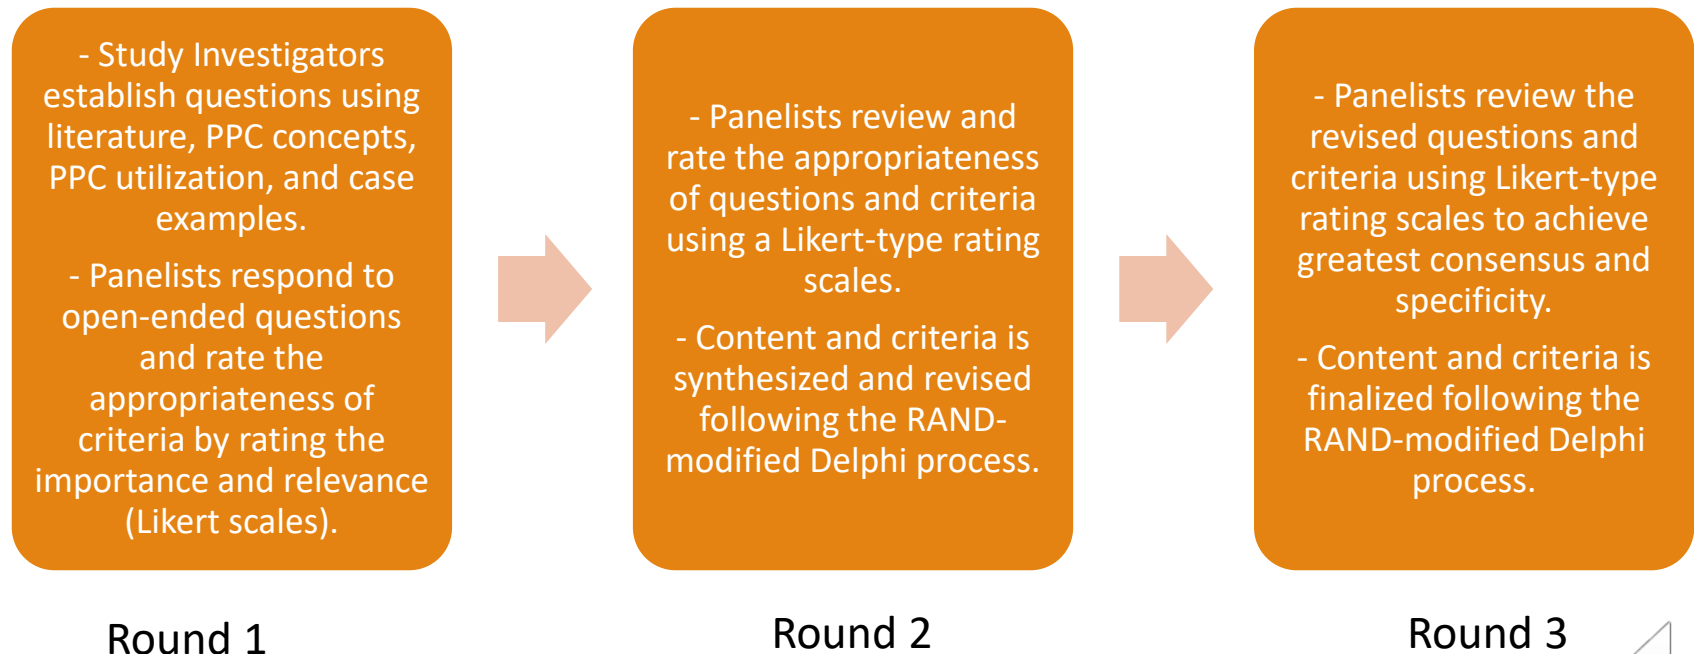 - Study Investigators
establish questions using
literature, PPC concepts,
PPC utilization, and case
examples.
- Panelists respond to
open-ended questions
and rate the
appropriateness of
criteria by rating the
importance and relevance
(Likert scales).
Round 1
- Panelists review and
rate the appropriateness
of questions and criteria
using a Likert-type rating
scales.
- Content and criteria is
synthesized and revised
following the RAND-
modified Delphi process.
Round 2
- Panelists review the
revised questions and
criteria using Likert-type
rating scales to achieve
greatest consensus and
specificity.
- Content and criteria is
finalized following the
RAND-modified Delphi
process.
Round 3